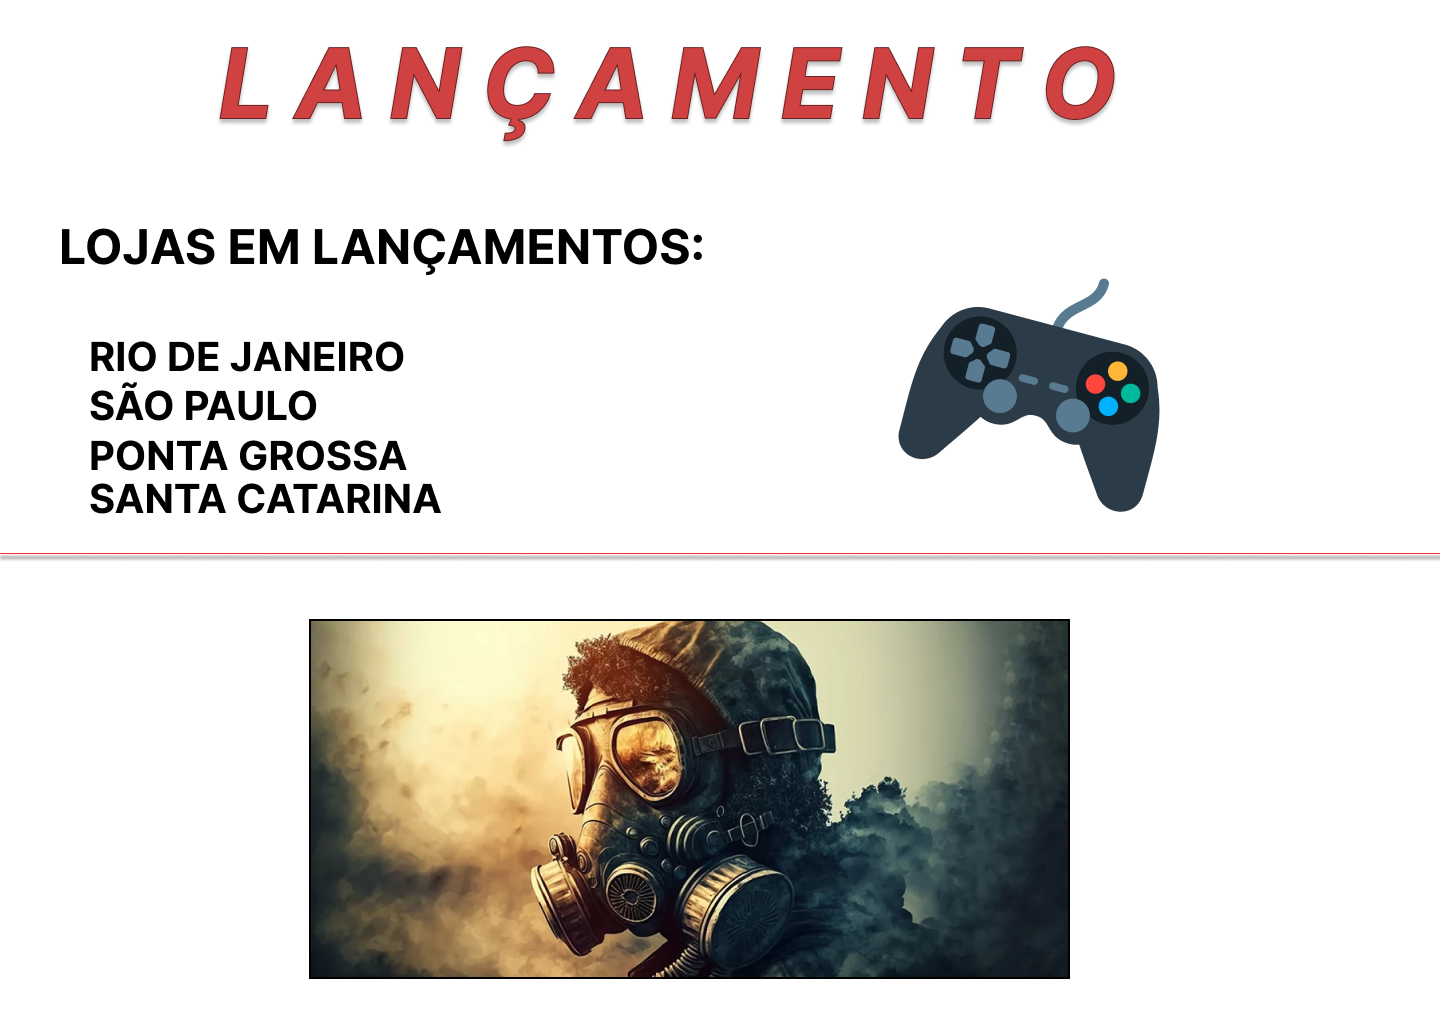 LANÇAMENTO
LOJAS EM LANÇAMENTOS:
RIO DE JANEIRO
SÃO PAULO
PONTA GROSSA
SANTA CATARINA